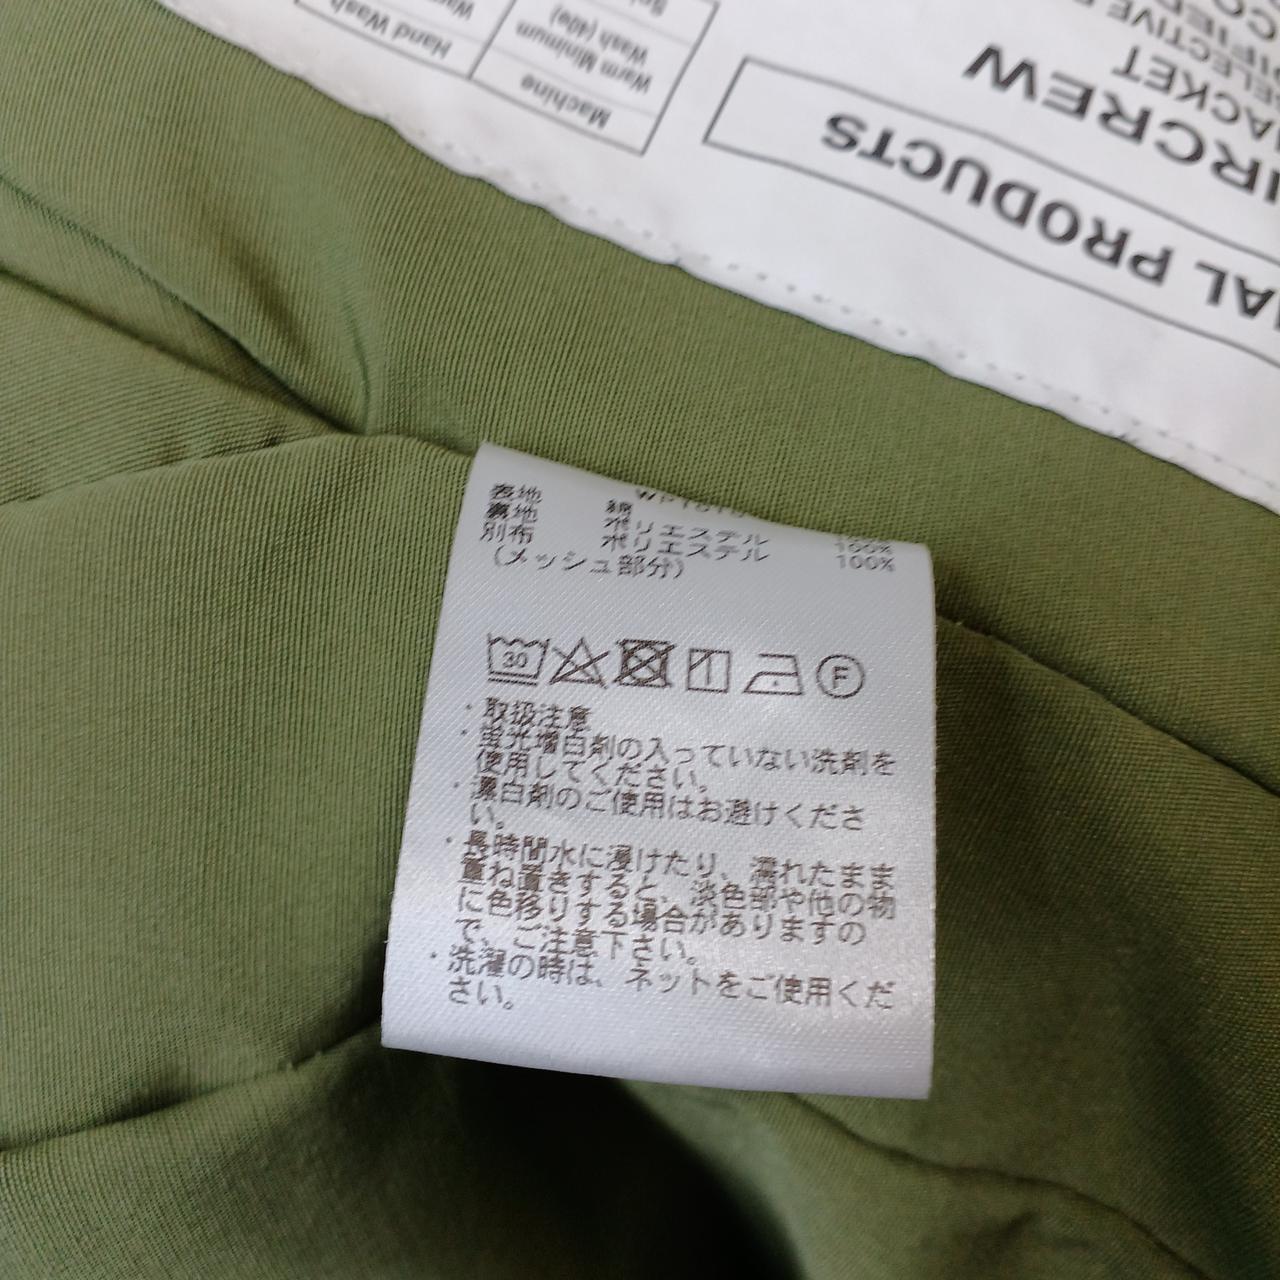 表地 綿
裏地 ポリエステル 100%
別布 ポリエステル 100%
(メッシュ部分)
30 F
・取扱注意
・蛍光増白剤の入っていない洗剤を
使用してください。
・漂白剤のご使用はお避けくださ
い。
・長時間水に浸けたり、濡れたまま
重ね置きすると、淡色部や他の物
に色移りする場合がありますの
で、ご注意下さい。
・洗濯の時は、ネットをご使用くだ
さい。
PRODUCTS
JACKET
Machine
Warm Minimum
Wash (40e)
Hand Wash